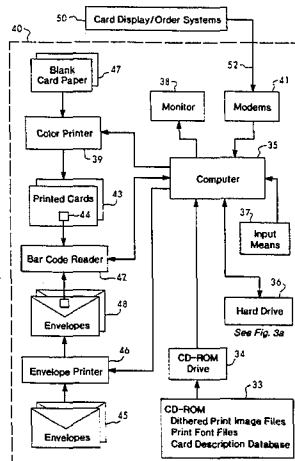 50
Card Display/Order Systems
40
52
Blank
Card Paper
47
38
Monitor
41
Modems
Color Printer
39
35
Computer
Printed Cards
43
44
37
Input
Means
Bar Code Reader
42
36
Hard Drive
See Fig. 3a
48
Envelopes
46
Envelope Printer
34
CD-ROM
Drive
33
CD-ROM
Dithered Print Image Files
Print Font Files
Card Description Database
Envelopes
45